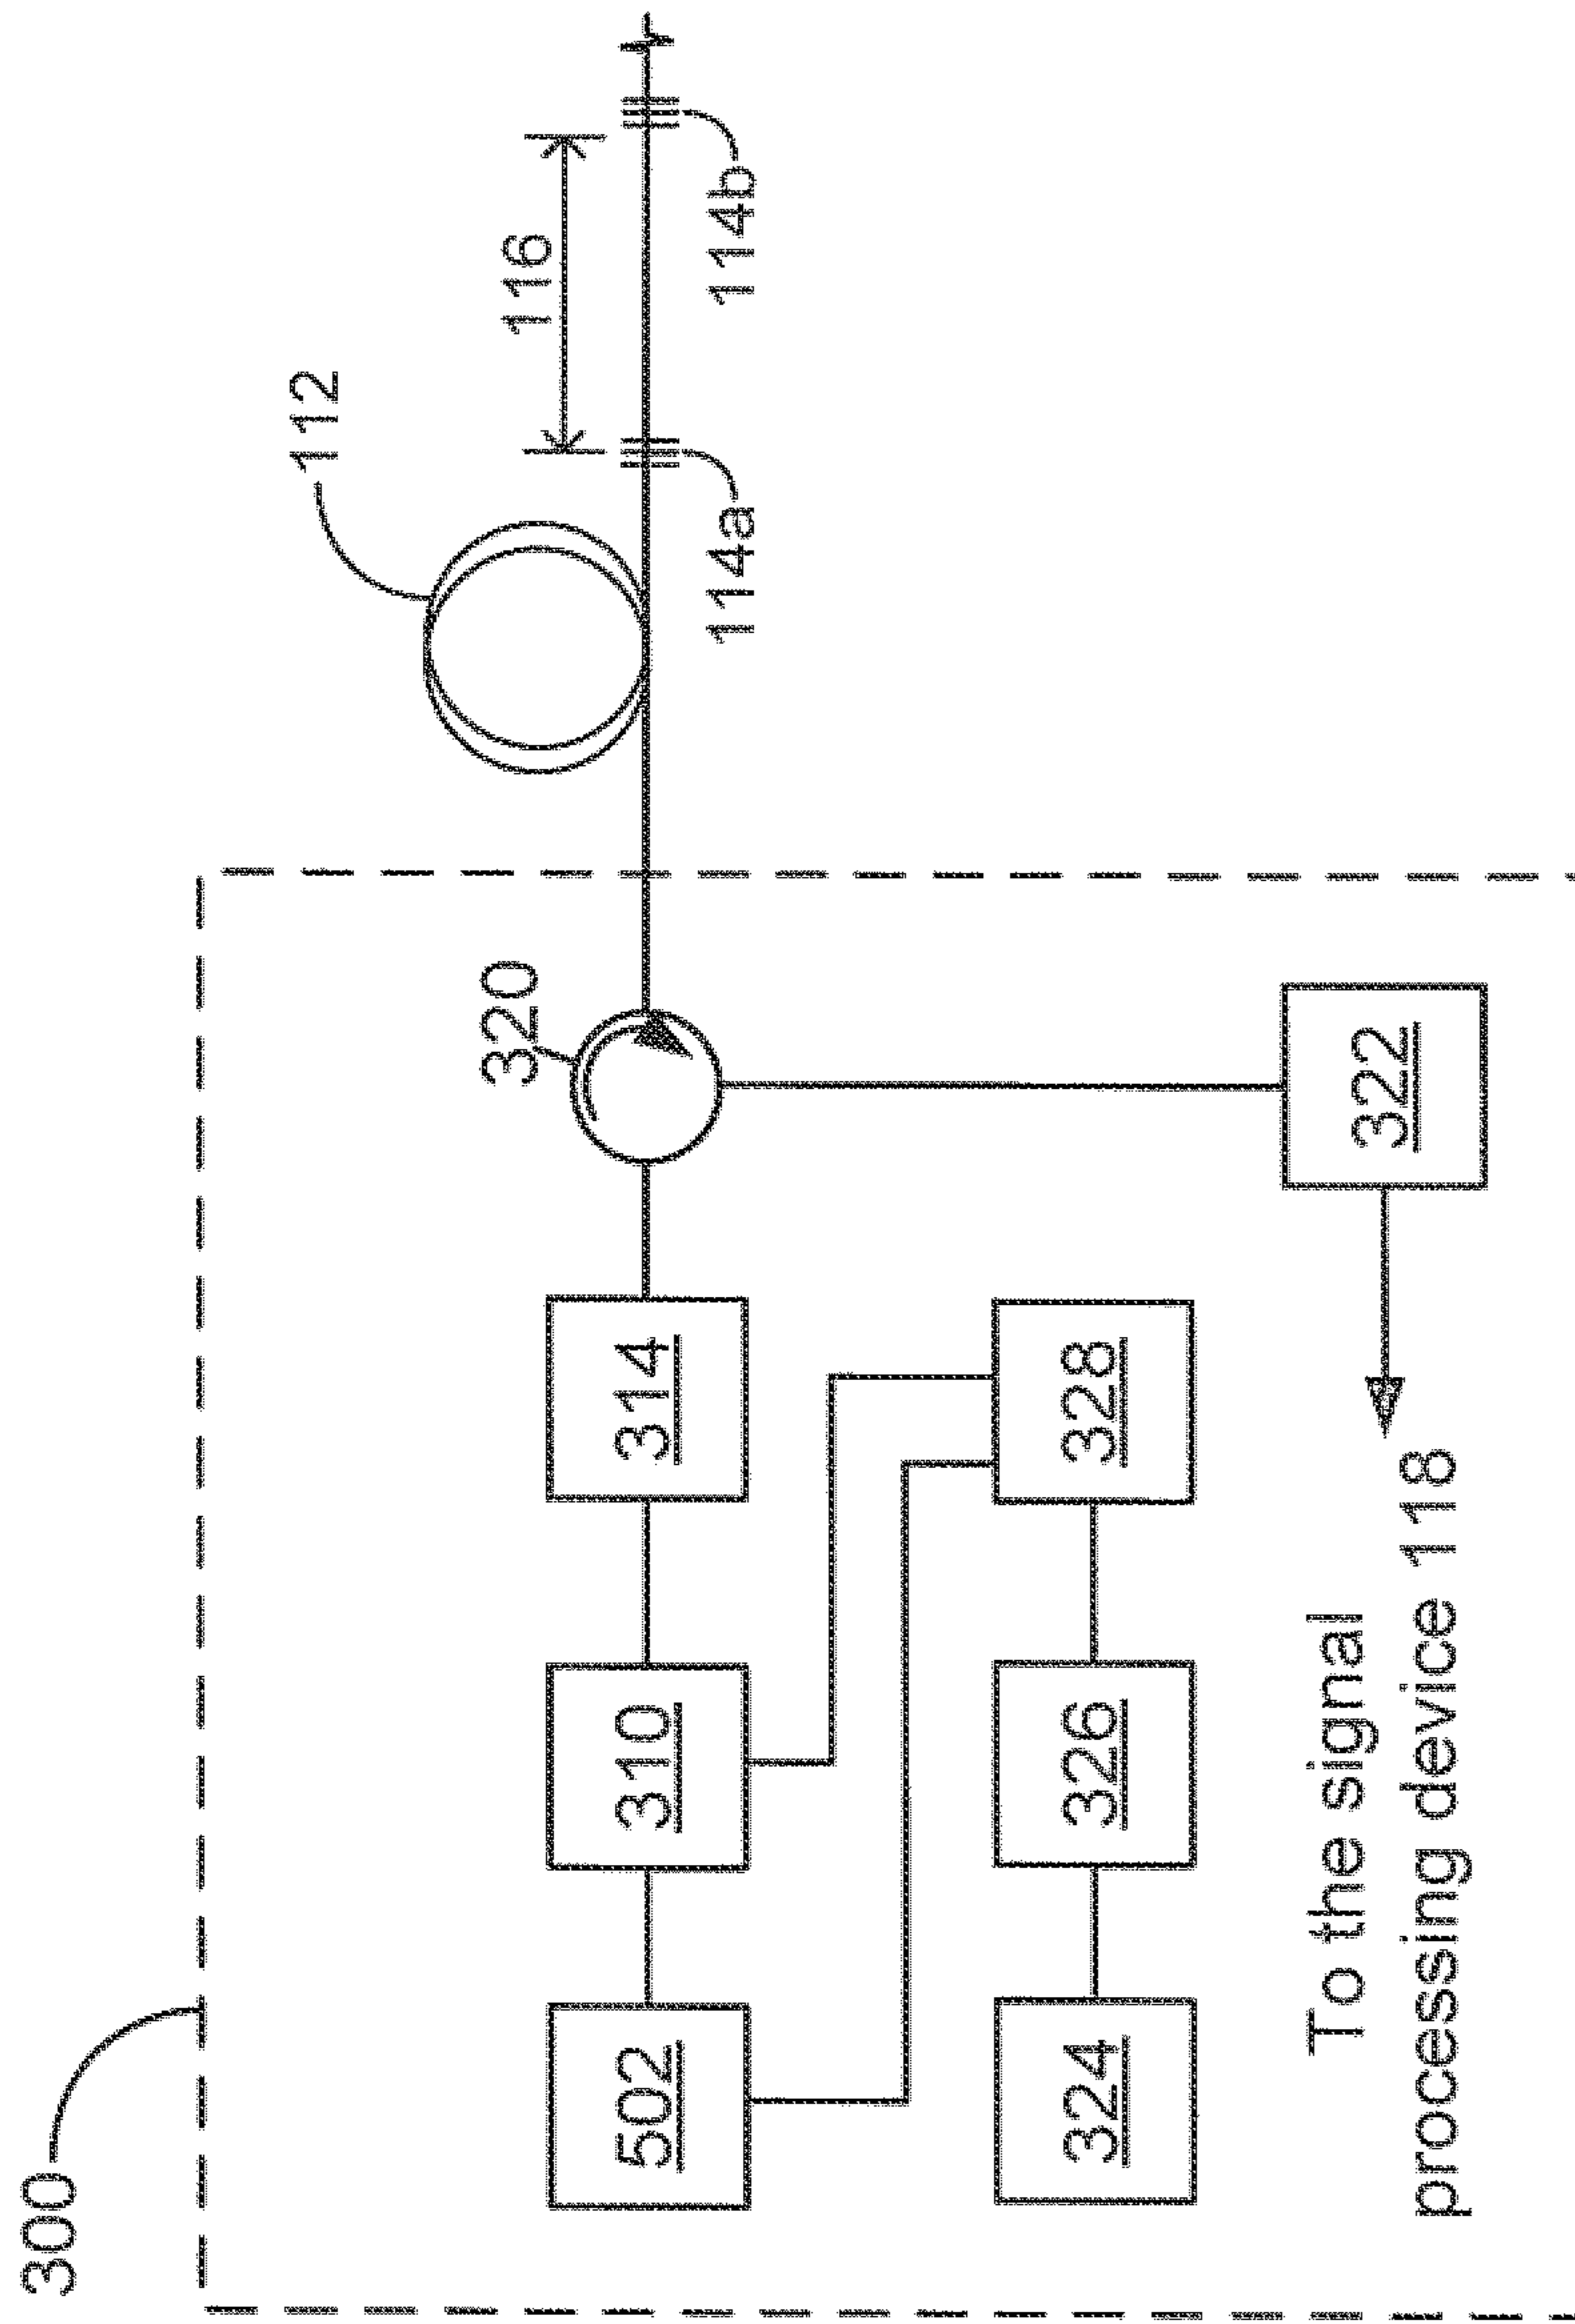 300
112
116
320
114a
114b
502
310
314
324
326
328
322
To the signal
processing device 118